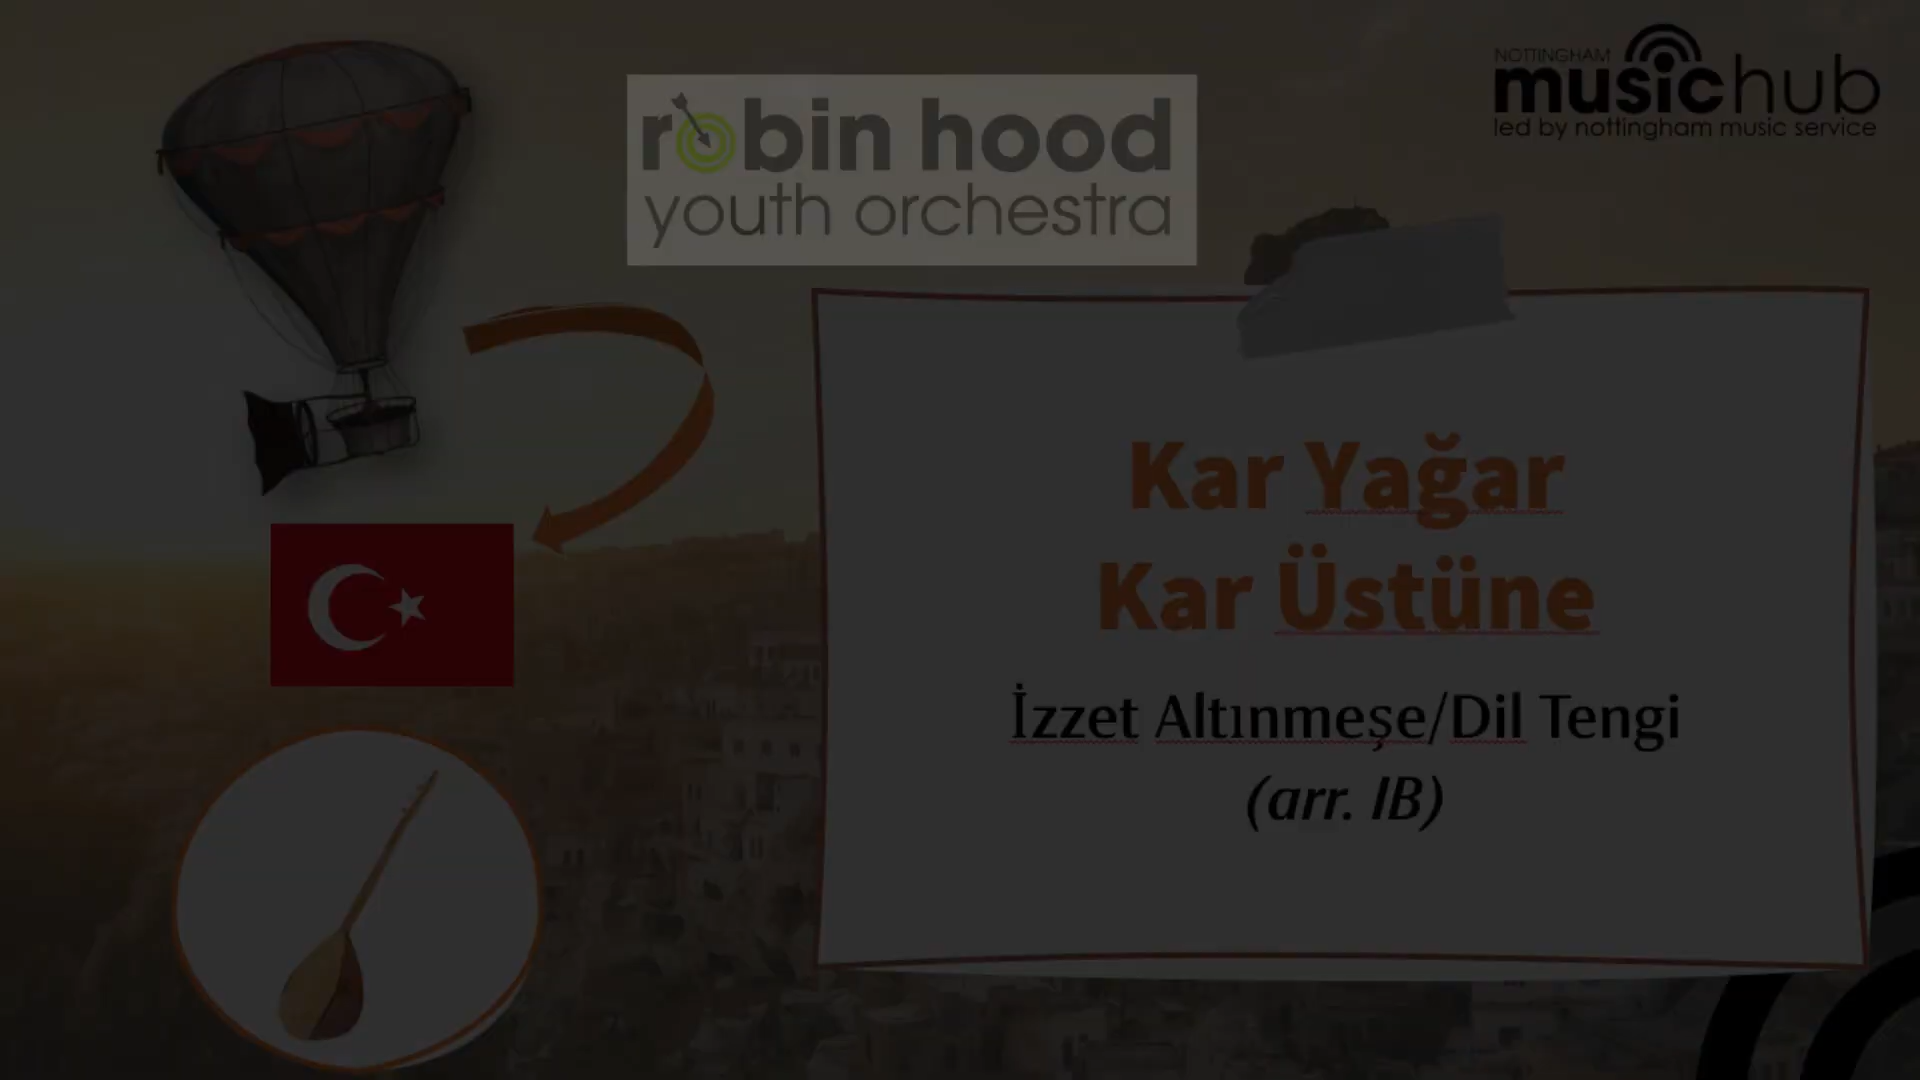 robin hood
youth orchestra
NOTTINGHAM
musichub
led by nottingham music service
Kar Yağar
Kar Üstüne
İzzet Altınmeşe/Dil Tengi
(arr. IB)